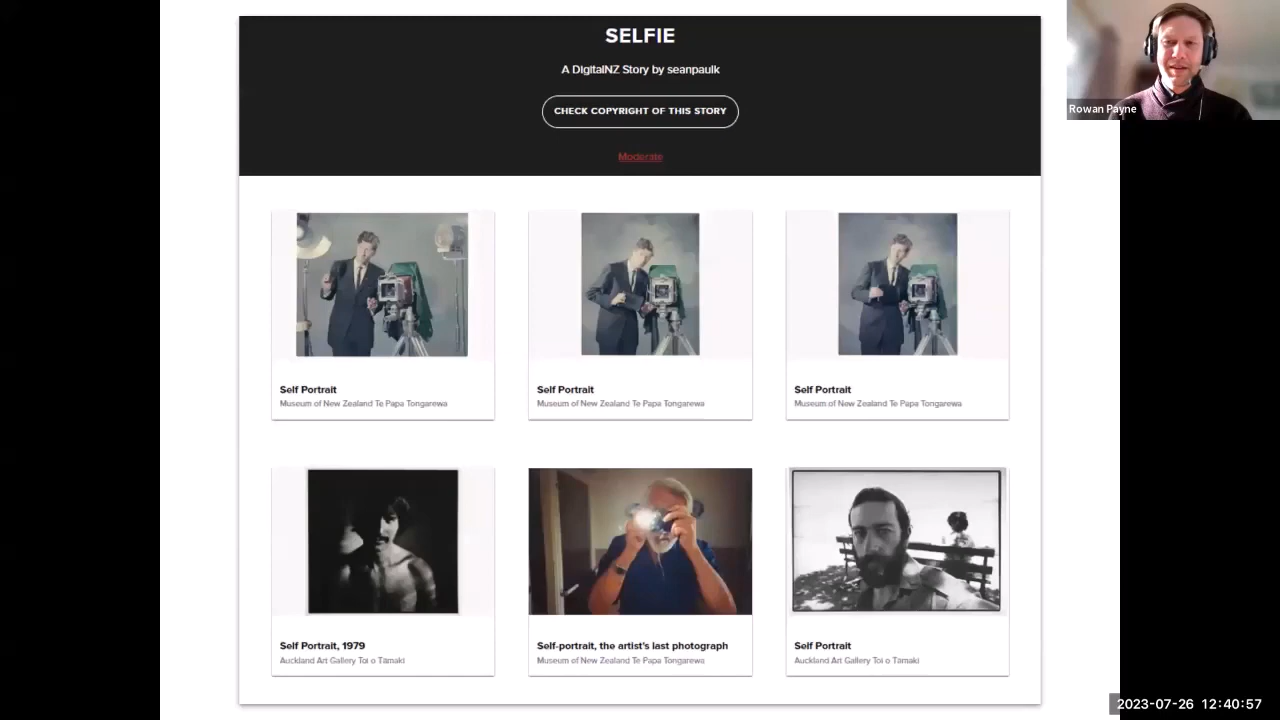 SELFIE
A DigitalNZ Story by seanpaulk
CHECK COPYRIGHT OF THIS STORY
Moderate
Rowan Payne
Self Portrait
Museum of New Zealand Te Papa Tongarewa
Self Portrait
Museum of New Zealand Te Papa Tongarewa
Self Portrait
Museum of New Zealand Te Papa Tongarewa
Self Portrait, 1979
Auckland Art Gallery Toi o Tāmaki
Self-portrait, the artist's last photograph
Museum of New Zealand Te Papa Tongarewa
Self Portrait
Auckland Art Gallery Toi o Tāmaki
2023-07-26 12:40:57